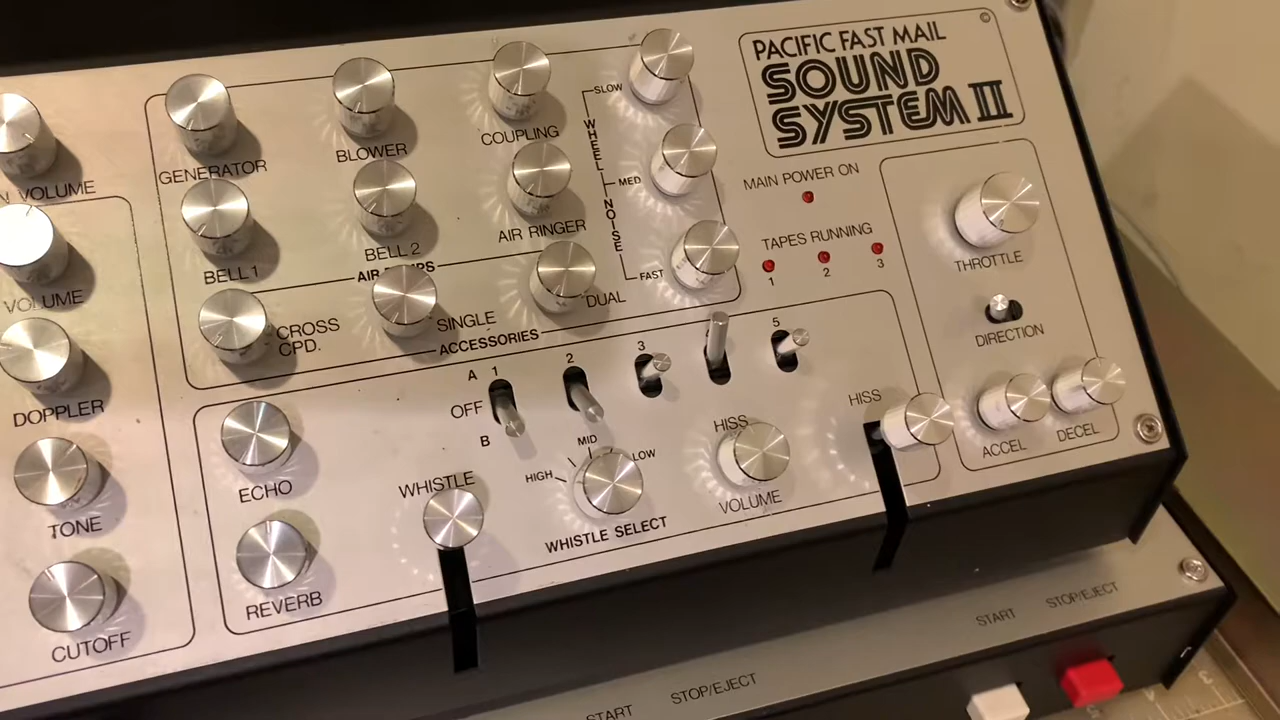 PACIFIC FAST MAIL
SOUND
SYSTEM II
©
VOLUME
GENERATOR
BLOWER
COUPLING
SLOW
WHEEL NOISE
MED
FAST
MAIN POWER ON
TAPES RUNNING
1 2 3
THROTTLE
DIRECTION
ACCEL
DECEL
VOLUME
BELL 1
BELL 2
AIR RINGER
CROSS
CPD.
SINGLE
DUAL
ACCESSORIES
DOPPLER
A 1 2 3 5
OFF
B
ECHO
WHISTLE
HIGH
MID
LOW
WHISTLE SELECT
HISS
VOLUME
HISS
TONE
REVERB
CUTOFF
START
STOP/EJECT
START
STOP/EJECT